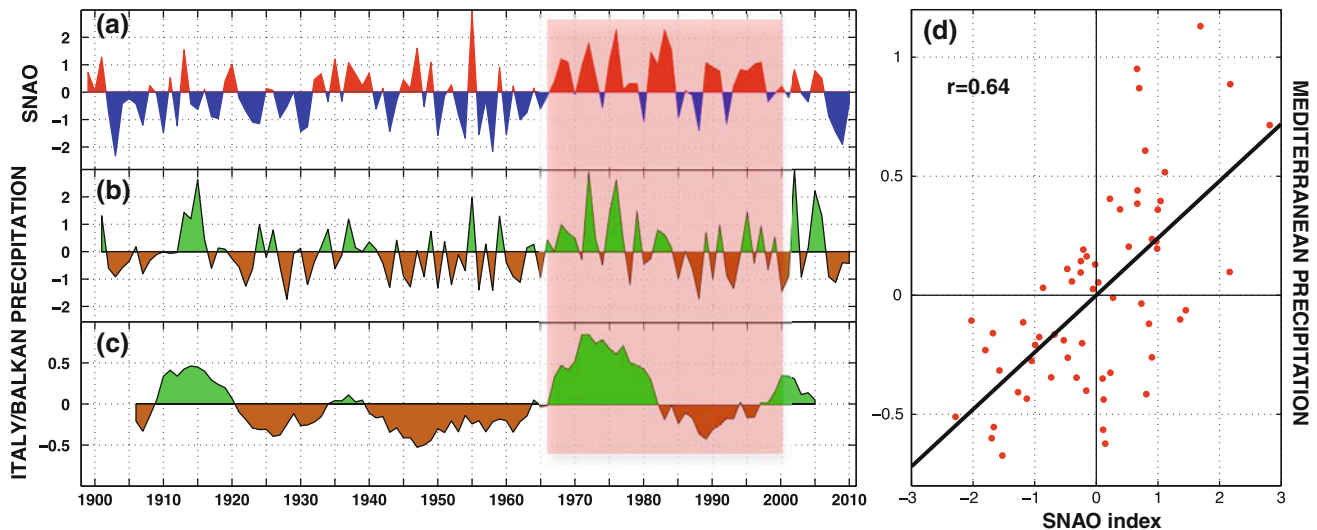 (a)
SNAO
2
1
0
−1
−2
(b)
ITALY/BALKAN PRECIPITATION
2
1
0
−1
−2
(c)
0.5
0
−0.5
1900 1910 1920 1930 1940 1950 1960 1970 1980 1990 2000 2010
(d)
r=0.64
1
0.5
0
−0.5
−3 −2 −1 0 1 2 3
SNAO index
MEDITERRANEAN PRECIPITATION